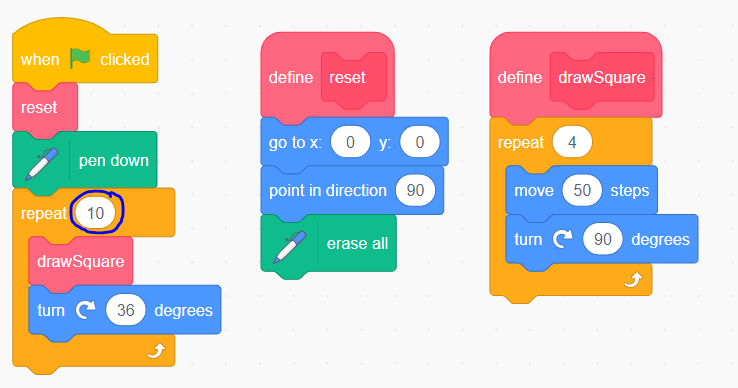 when clicked
reset
pen down
repeat 10
drawSquare
turn 36 degrees
define reset
go to x: 0 y: 0
point in direction 90
erase all
define drawSquare
repeat 4
move 50 steps
turn 90 degrees